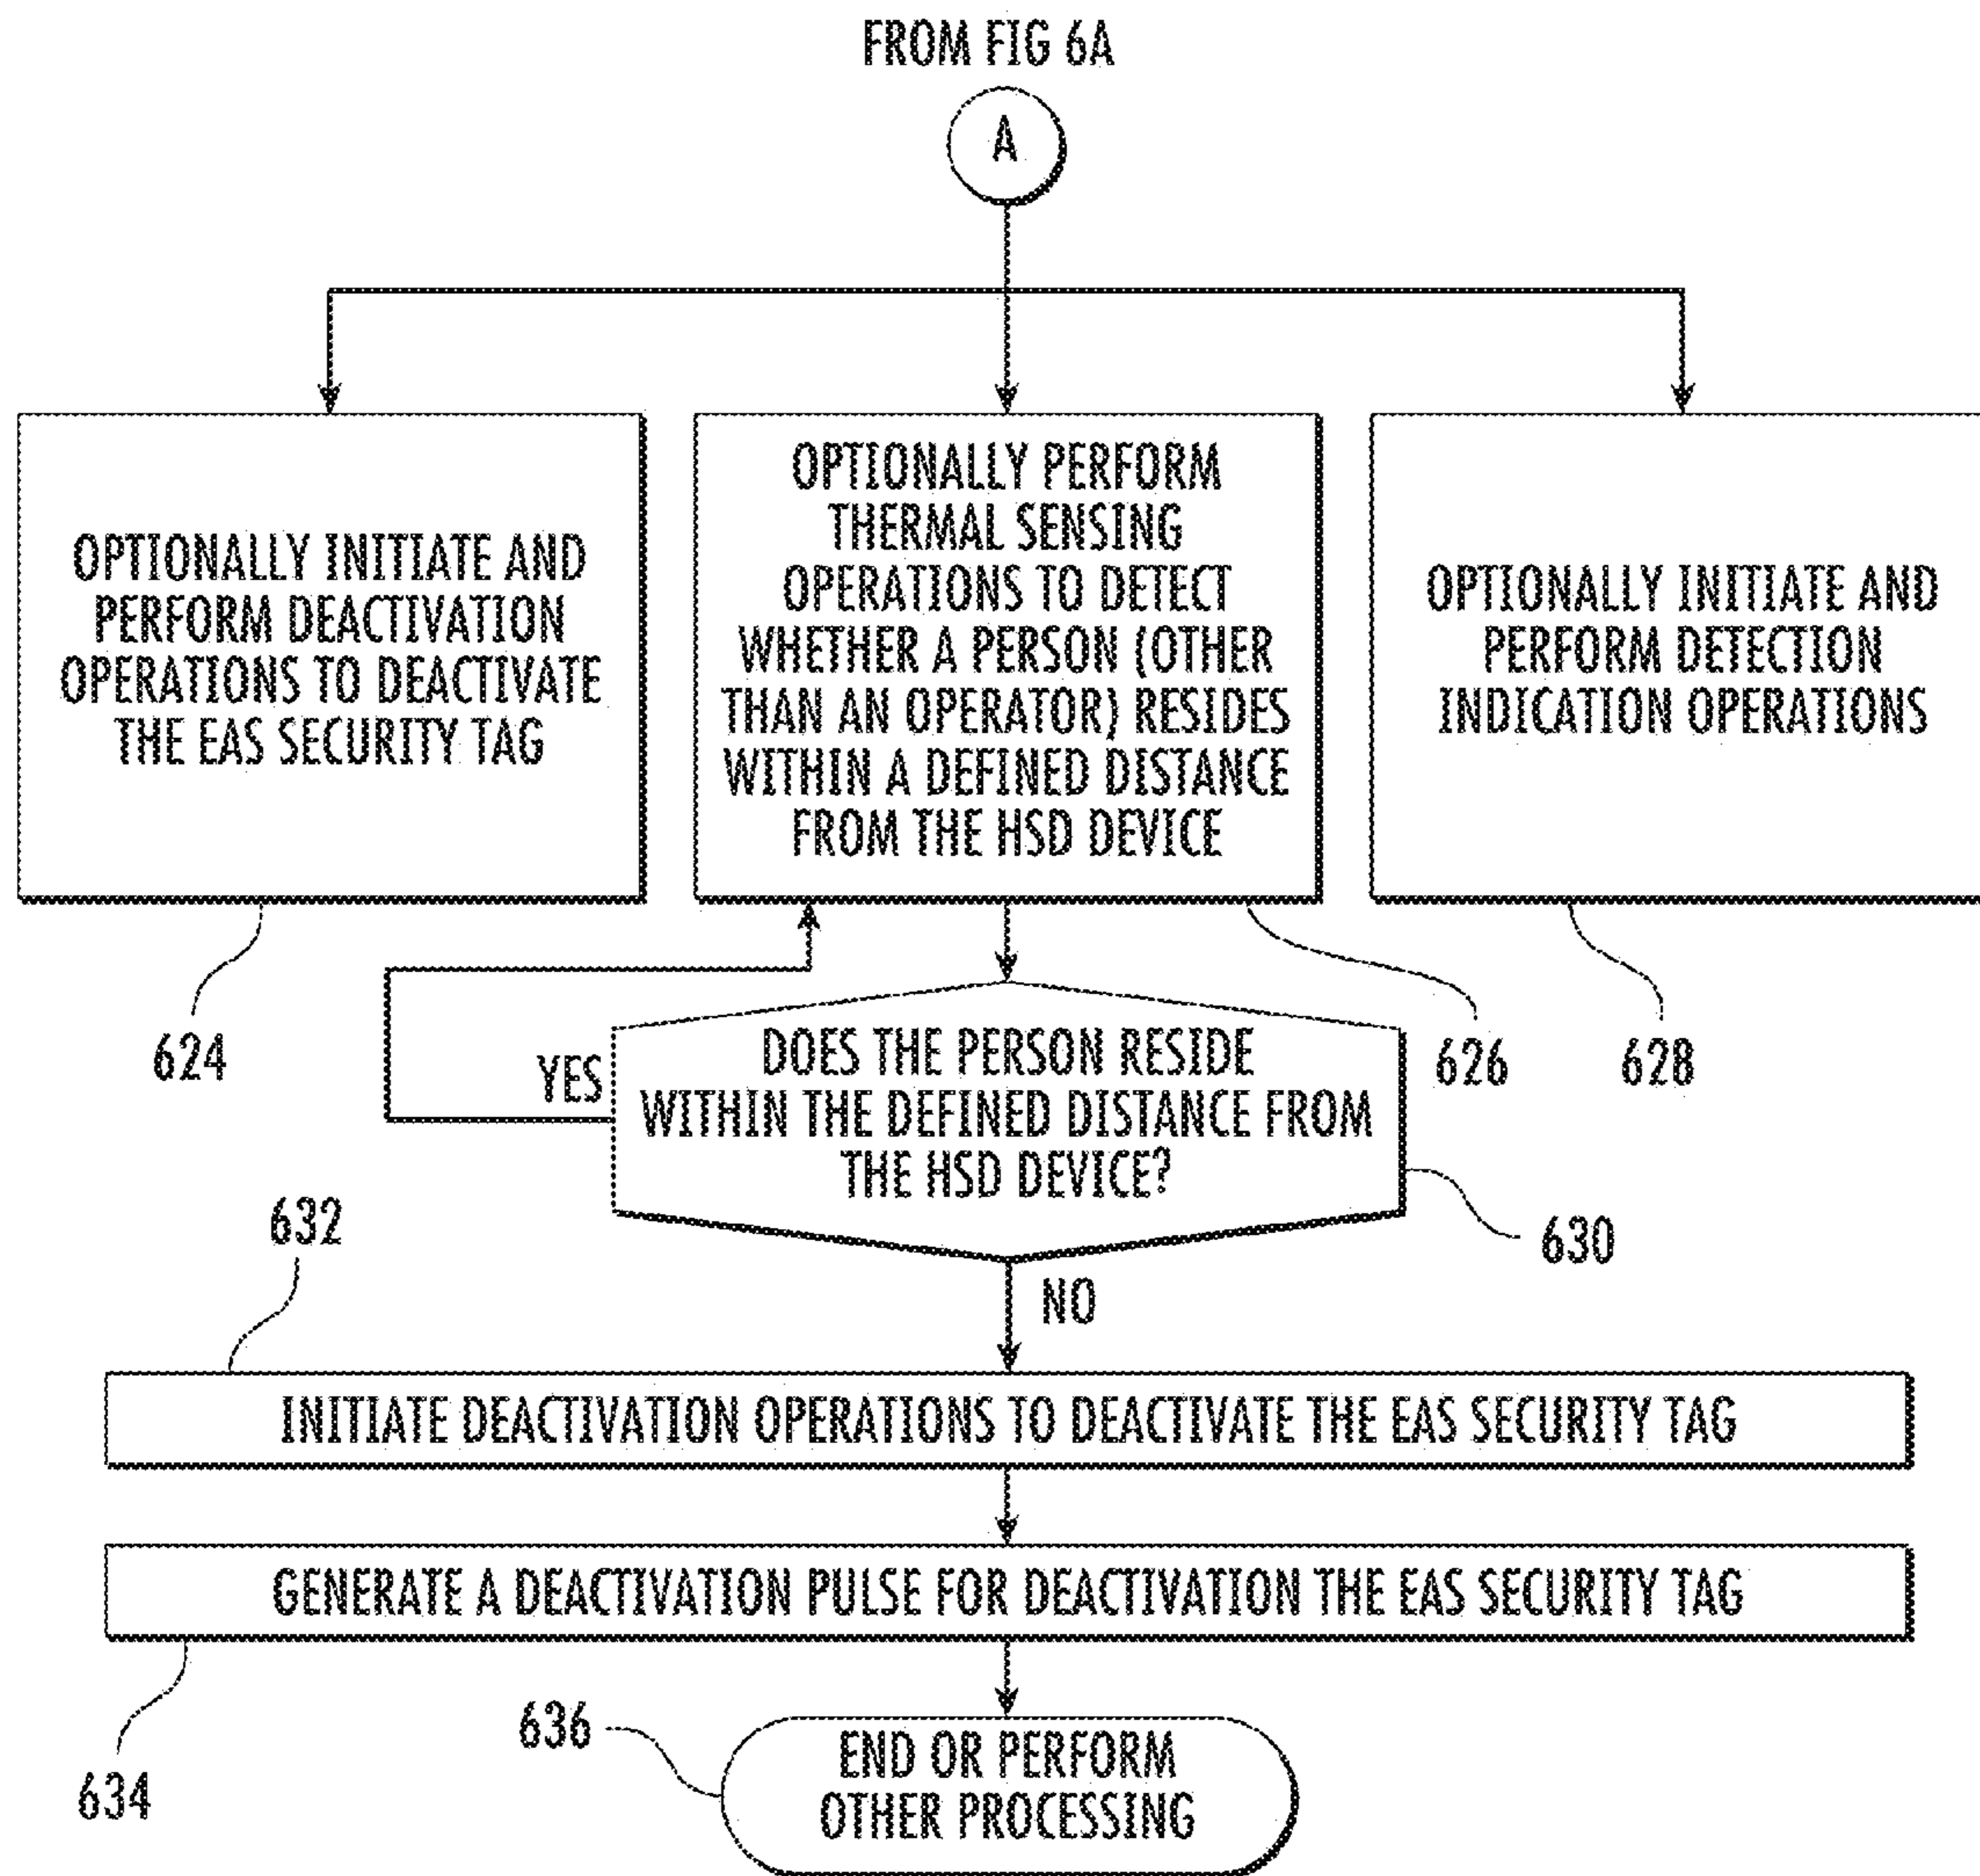 FROM FIG 6A
A
OPTIONALLY INITIATE AND
PERFORM DEACTIVATION
OPERATIONS TO DEACTIVATE
THE EAS SECURITY TAG
624
OPTIONALLY PERFORM
THERMAL SENSING
OPERATIONS TO DETECT
WHETHER A PERSON (OTHER
THAN AN OPERATOR) RESIDES
WITHIN A DEFINED DISTANCE
FROM THE HSD DEVICE
626
OPTIONALLY INITIATE AND
PERFORM DETECTION
INDICATION OPERATIONS
628
YES
DOES THE PERSON RESIDE
WITHIN THE DEFINED DISTANCE FROM
THE HSD DEVICE?
630
NO
632
INITIATE DEACTIVATION OPERATIONS TO DEACTIVATE THE EAS SECURITY TAG
GENERATE A DEACTIVATION PULSE FOR DEACTIVATION THE EAS SECURITY TAG
634
636
END OR PERFORM
OTHER PROCESSING